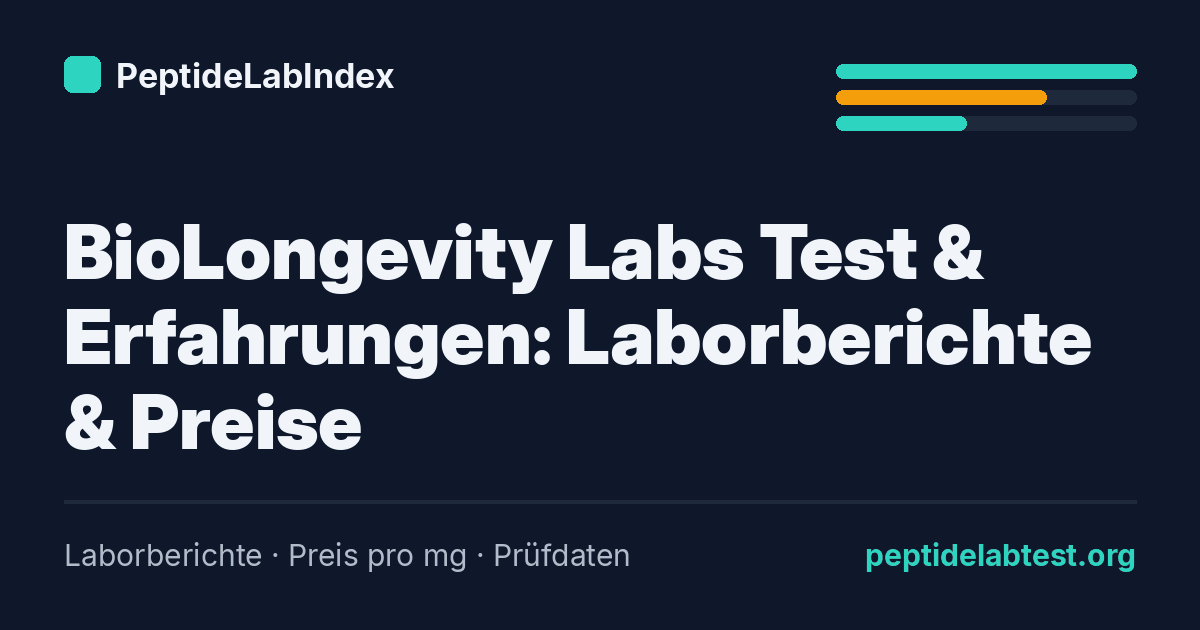 PeptideLabIndex
BioLongevity Labs Test &
Erfahrungen: Laborberichte
& Preise
Laborberichte · Preis pro mg · Prüfdaten
peptidelabtest.org